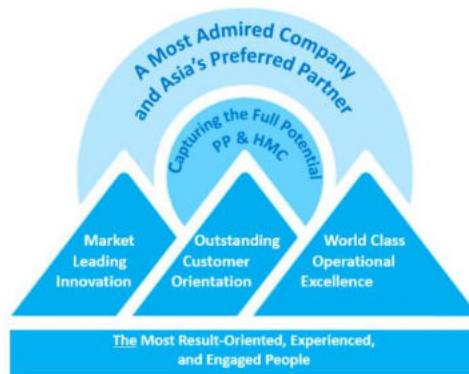 A Most Admired Company
and Asia's Preferred Partner
Capturing the Full Potential
PP & HMC
Market
Leading
Innovation
Outstanding
Customer
Orientation
World Class
Operational
Excellence
The Most Result-Oriented, Experienced,
and Engaged People